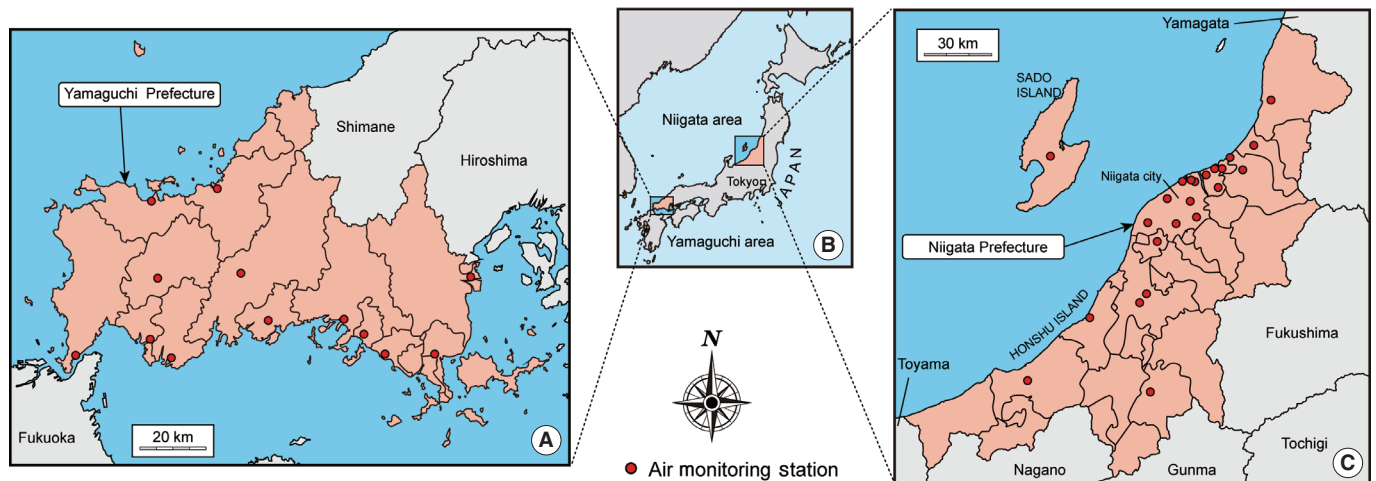 Yamaguchi Prefecture
Shimane
Hiroshima
Fukuoka
20 km
A
Niigata area
Tokyo
JAPAN
Yamaguchi area
B
N
Air monitoring station
30 km
Yamagata
SADO
ISLAND
Niigata city
Niigata Prefecture
HONSHU ISLAND
Fukushima
Toyama
Tochigi
Nagano
Gunma
C